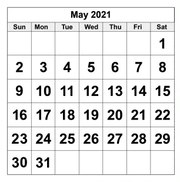 May 2021
Sun Mon Tue Wed Thu Fri Sat
1
2 3 4 5 6 7 8
9 10 11 12 13 14 15
16 17 18 19 20 21 22
23 24 25 26 27 28 29
30 31